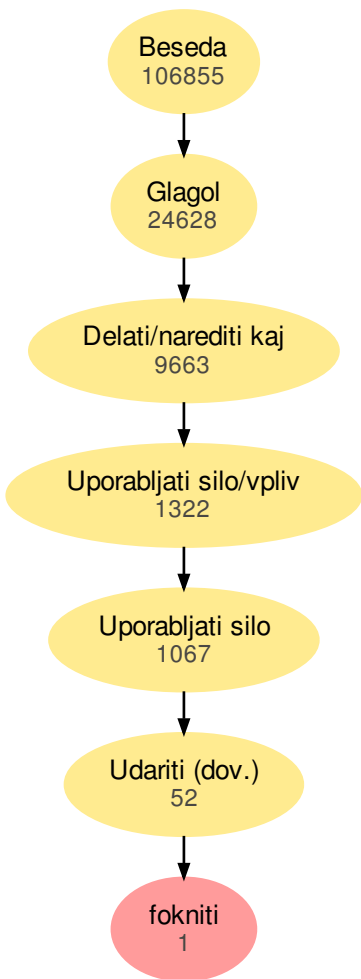 Beseda
106855
Glagol
24628
Delati/narediti kaj
9663
Uporabljati silo/vpliv
1322
Uporabljati silo
1067
Udariti (dov.)
52
fokniti
1